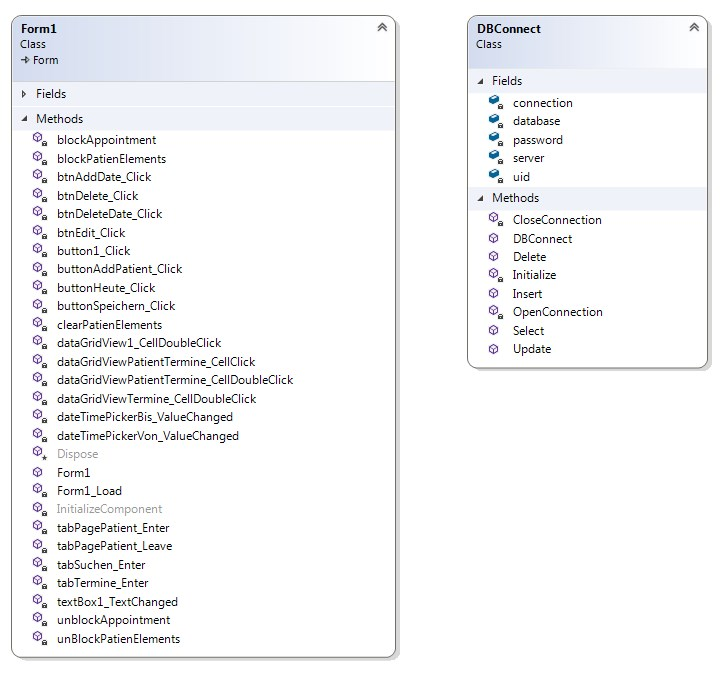 Form1
Class
Form
Fields
Methods
blockAppointment
blockPatienElements
btnAddDate_Click
btnDelete_Click
btnDeleteDate_Click
btnEdit_Click
button1_Click
buttonAddPatient_Click
buttonHeute_Click
buttonSpeichern_Click
clearPatienElements
dataGridView1_CellDoubleClick
dataGridViewPatientTermine_CellClick
dataGridViewPatientTermine_CellDoubleClick
dataGridViewTermine_CellDoubleClick
dateTimePickerBis_ValueChanged
dateTimePickerVon_ValueChanged
Dispose
Form1
Form1_Load
InitializeComponent
tabPagePatient_Enter
tabPagePatient_Leave
tabSuchen_Enter
tabTermine_Enter
textBox1_TextChanged
unblockAppointment
unBlockPatienElements
DBConnect
Class
Fields
connection
database
password
server
uid
Methods
CloseConnection
DBConnect
Delete
Initialize
Insert
OpenConnection
Select
Update